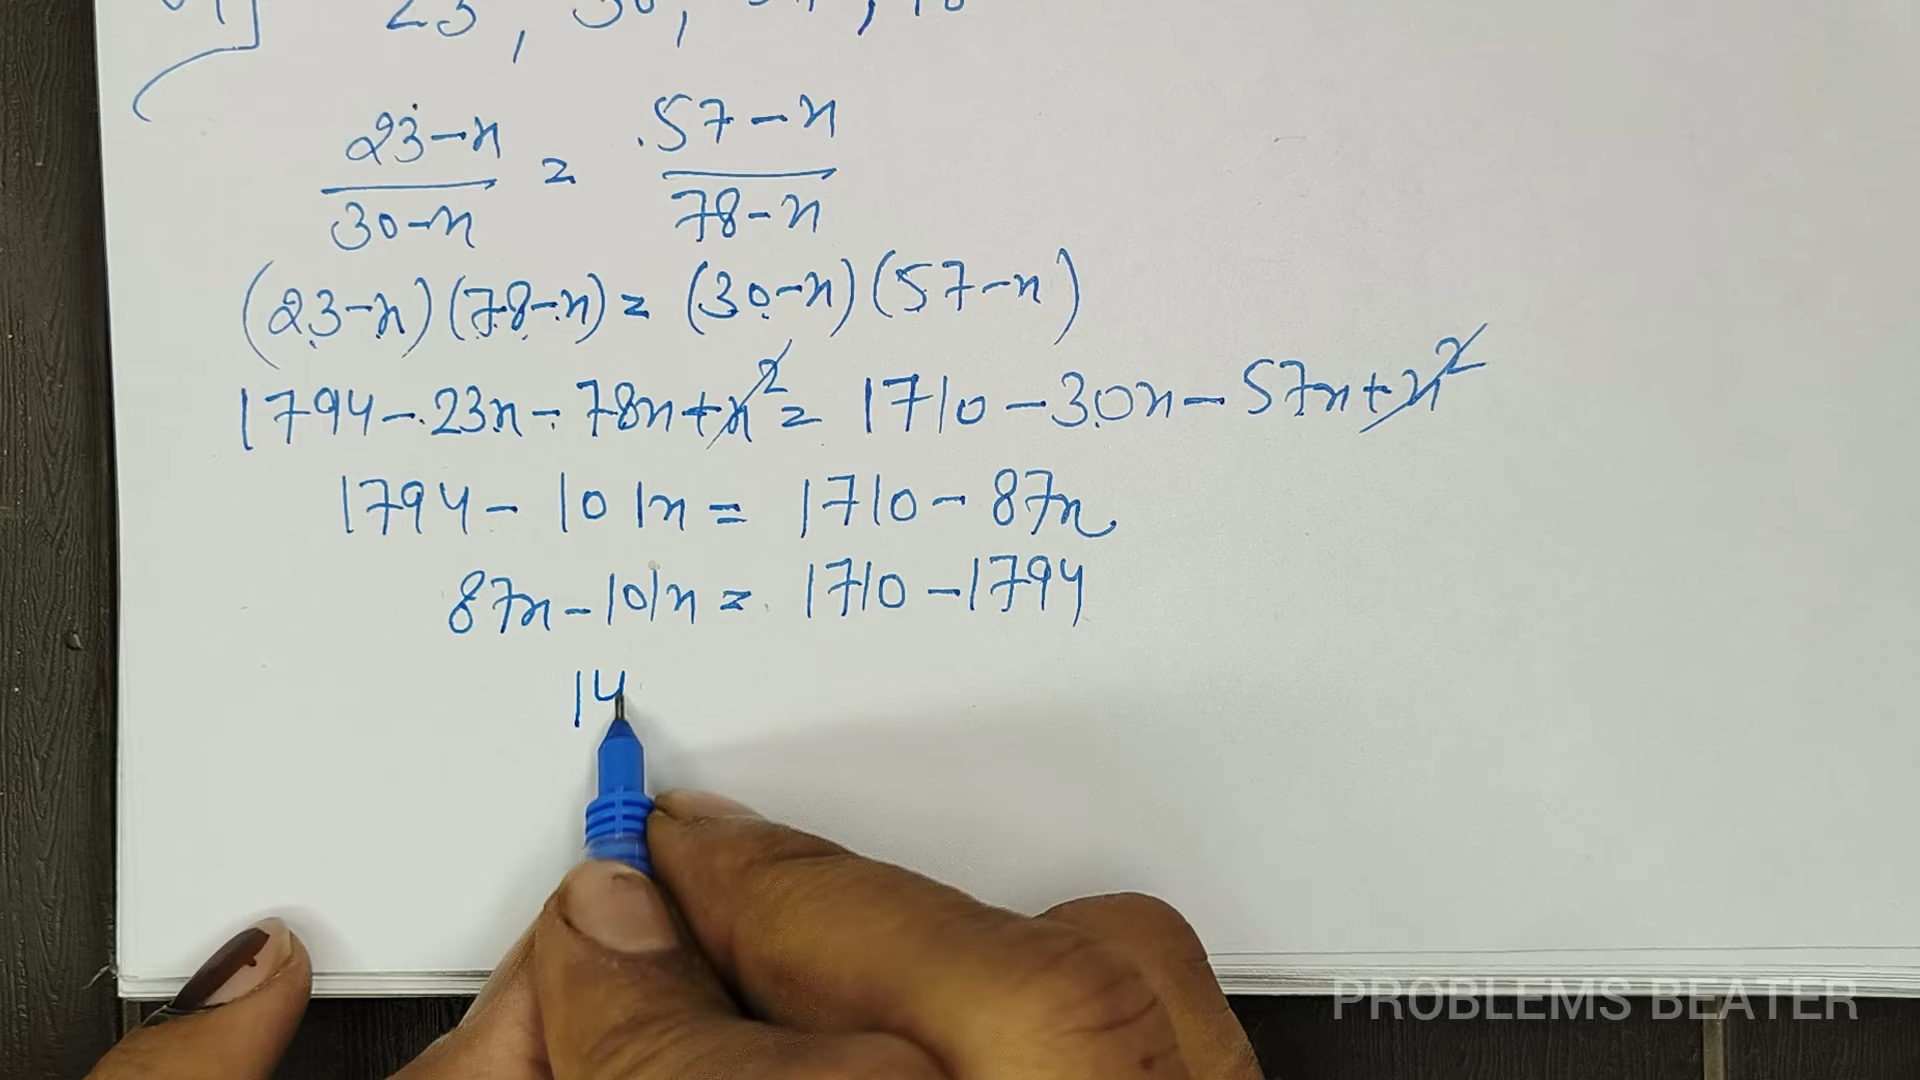 23-x / 30-x = 57-x / 78-x
(23-x)(78-x) = (30-x)(57-x)
1794-23x-78x+x² = 1710-30x-57x+x²
1794-101x = 1710-87x
87x-101x = 1710-1794
14
PROBLEMS BEATER